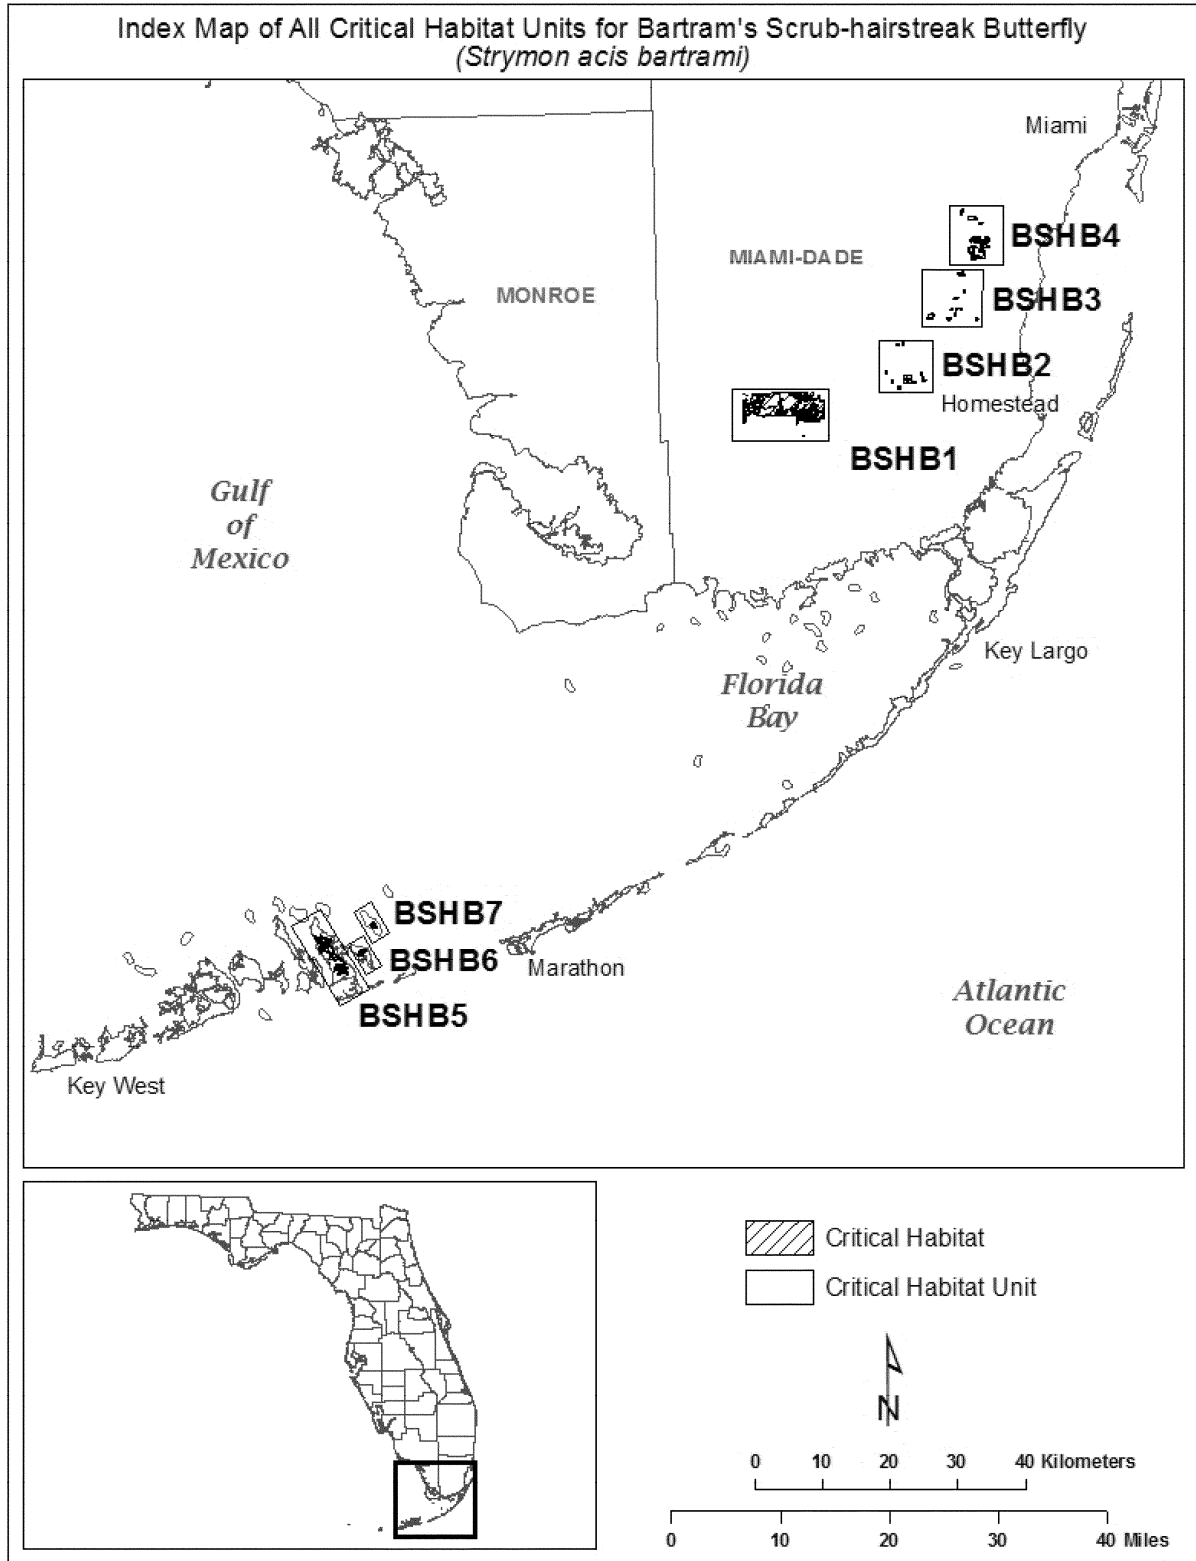 Index Map of All Critical Habitat Units for Bartram's Scrub-hairstreak Butterfly
(Strymon acis bartrami)
Miami
BSHB4
MIAMI-DADE
MONROE
BSHB3
BSHB2
Homestead
BSHB1
Gulf
of
Mexico
Key Largo
Florida
Bay
BSHB7
BSHB6
Marathon
BSHB5
Atlantic
Ocean
Key West
Critical Habitat
Critical Habitat Unit
N
0 10 20 30 40 Kilometers
0 10 20 30 40 Miles